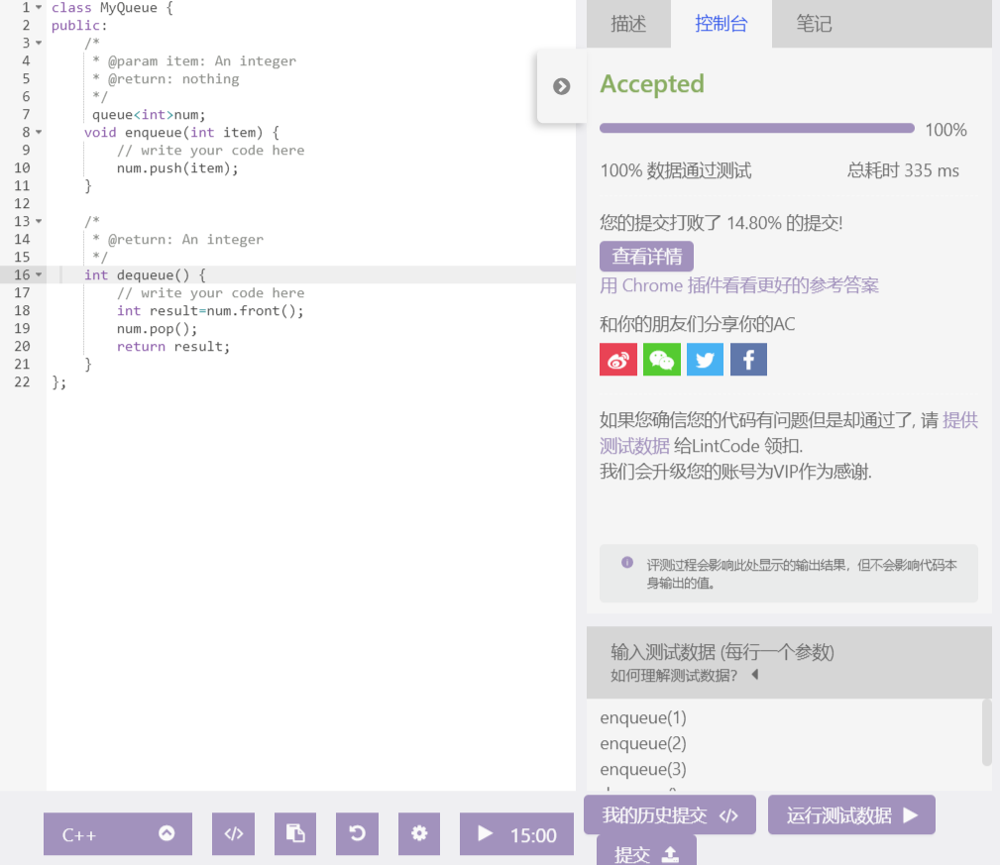 1 class MyQueue {
2 public:
3     /*
4      * @param item: An integer
5      * @return: nothing
6      */
7      queue<int>num;
8     void enqueue(int item) {
9         // write your code here
10         num.push(item);
11     }
12
13     /*
14      * @return: An integer
15      */
16     int dequeue() {
17         // write your code here
18         int result=num.front();
19         num.pop();
20         return result;
21     }
22 };
C++
</>
15:00
描述 控制台 笔记
Accepted
100%
100% 数据通过测试 总耗时 335 ms
您的提交打败了 14.80% 的提交!
查看详情
用 Chrome 插件看看更好的参考答案
和你的朋友们分享你的AC
如果您确信您的代码有问题但是却通过了, 请 提供
测试数据 给LintCode 领扣.
我们会升级您的账号为VIP作为感谢.
评测过程会影响此处显示的输出结果，但不会影响代码本
身输出的值。
输入测试数据 (每行一个参数)
如何理解测试数据?
enqueue(1)
enqueue(2)
enqueue(3)
我的历史提交 </> 运行测试数据
提交